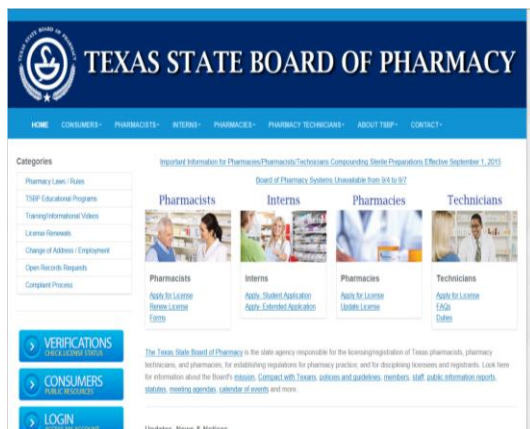 TEXAS STATE BOARD OF PHARMACY
HOME CONSUMERS PHARMACISTS INTERNS PHARMACIES PHARMACY TECHNICIANS ABOUT TSBP CONTACT
Categories
Pharmacy Laws / Rules
TSBP Educational Programs
Training/Informational Videos
License Renewals
Change of Address / Employment
Open Records Requests
Complaint Process
VERIFICATIONS
CHECK LICENSE STATUS
CONSUMERS
PUBLIC RESOURCES
LOGIN
Important Information for Pharmacies/Pharmacists/Technicians Compounding Sterile Preparations Effective September 1, 2015
Board of Pharmacy Systems Unavailable from 9/4 to 9/7
Pharmacists Interns Pharmacies Technicians
Pharmacists
Apply for License
Renew License
Forms
Interns
Apply- Student Application
Apply- Extended Application
Pharmacies
Apply for License
Update License
Technicians
Apply for License
FAQs
Duties
The Texas State Board of Pharmacy is the state agency responsible for the licensing/registration of Texas pharmacists, pharmacy
technicians, and pharmacies; for establishing regulations for pharmacy practice; and for disciplining licensees and registrants. Look here
for information about the Board's mission, Compact with Texans, policies and guidelines, members, staff, public information reports,
statutes, meeting agendas, calendar of events and more.
Updates, News & Notices